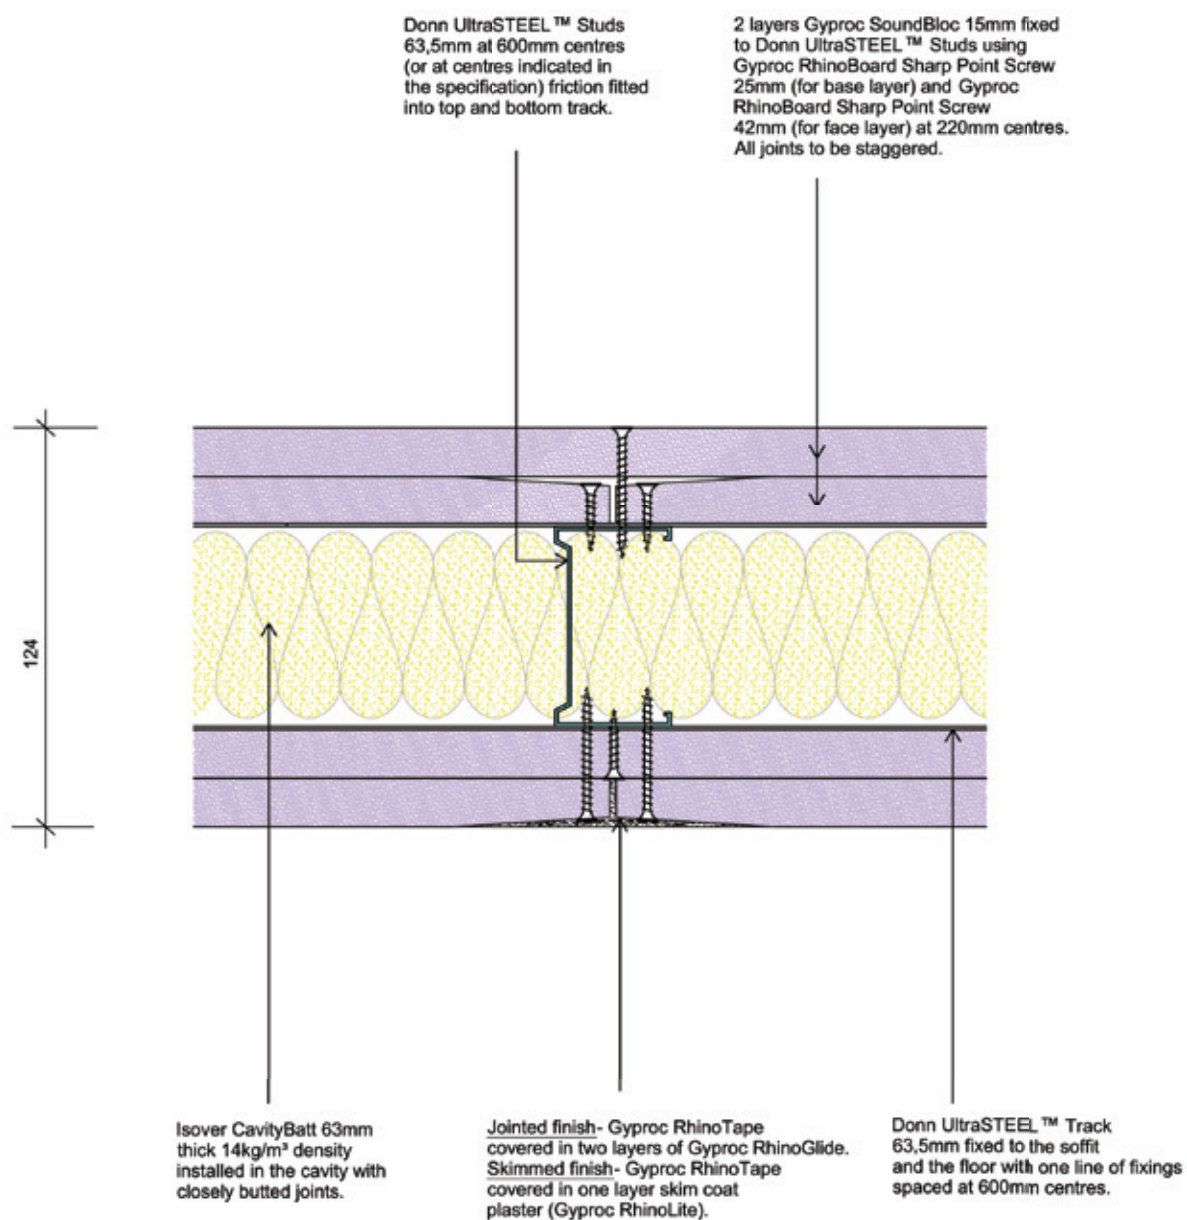 Donn UltraSTEEL™ Studs
63,5mm at 600mm centres
(or at centres indicated in
the specification) friction fitted
into top and bottom track.
2 layers Gyproc SoundBloc 15mm fixed
to Donn UltraSTEEL™ Studs using
Gyproc RhinoBoard Sharp Point Screw
25mm (for base layer) and Gyproc
RhinoBoard Sharp Point Screw
42mm (for face layer) at 220mm centres.
All joints to be staggered.
124
Isover CavityBatt 63mm
thick 14kg/m³ density
installed in the cavity with
closely butted joints.
Jointed finish- Gyproc RhinoTape
covered in two layers of Gyproc RhinoGlide.
Skimmed finish- Gyproc RhinoTape
covered in one layer skim coat
plaster (Gyproc RhinoLite).
Donn UltraSTEEL™ Track
63,5mm fixed to the soffit
and the floor with one line of fixings
spaced at 600mm centres.